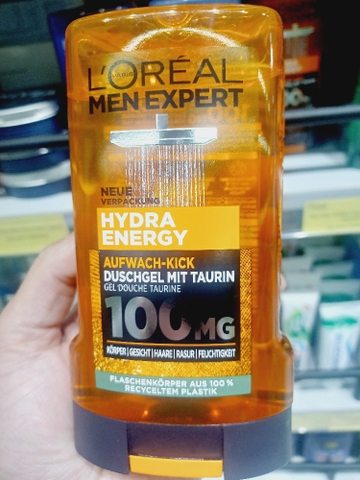 L'ORÉAL
PARIS
MEN EXPERT
NEUE
VERPACKUNG
HYDRA
ENERGY
AUFWACH-KICK
DUSCHGEL MIT TAURIN
GEL DOUCHE TAURINE
100MG
KÖRPER | GESICHT | HAARE | RASUR | FEUCHTIGKEIT
FLASCHENKÖRPER AUS 100 %
RECYCELTEM PLASTIK